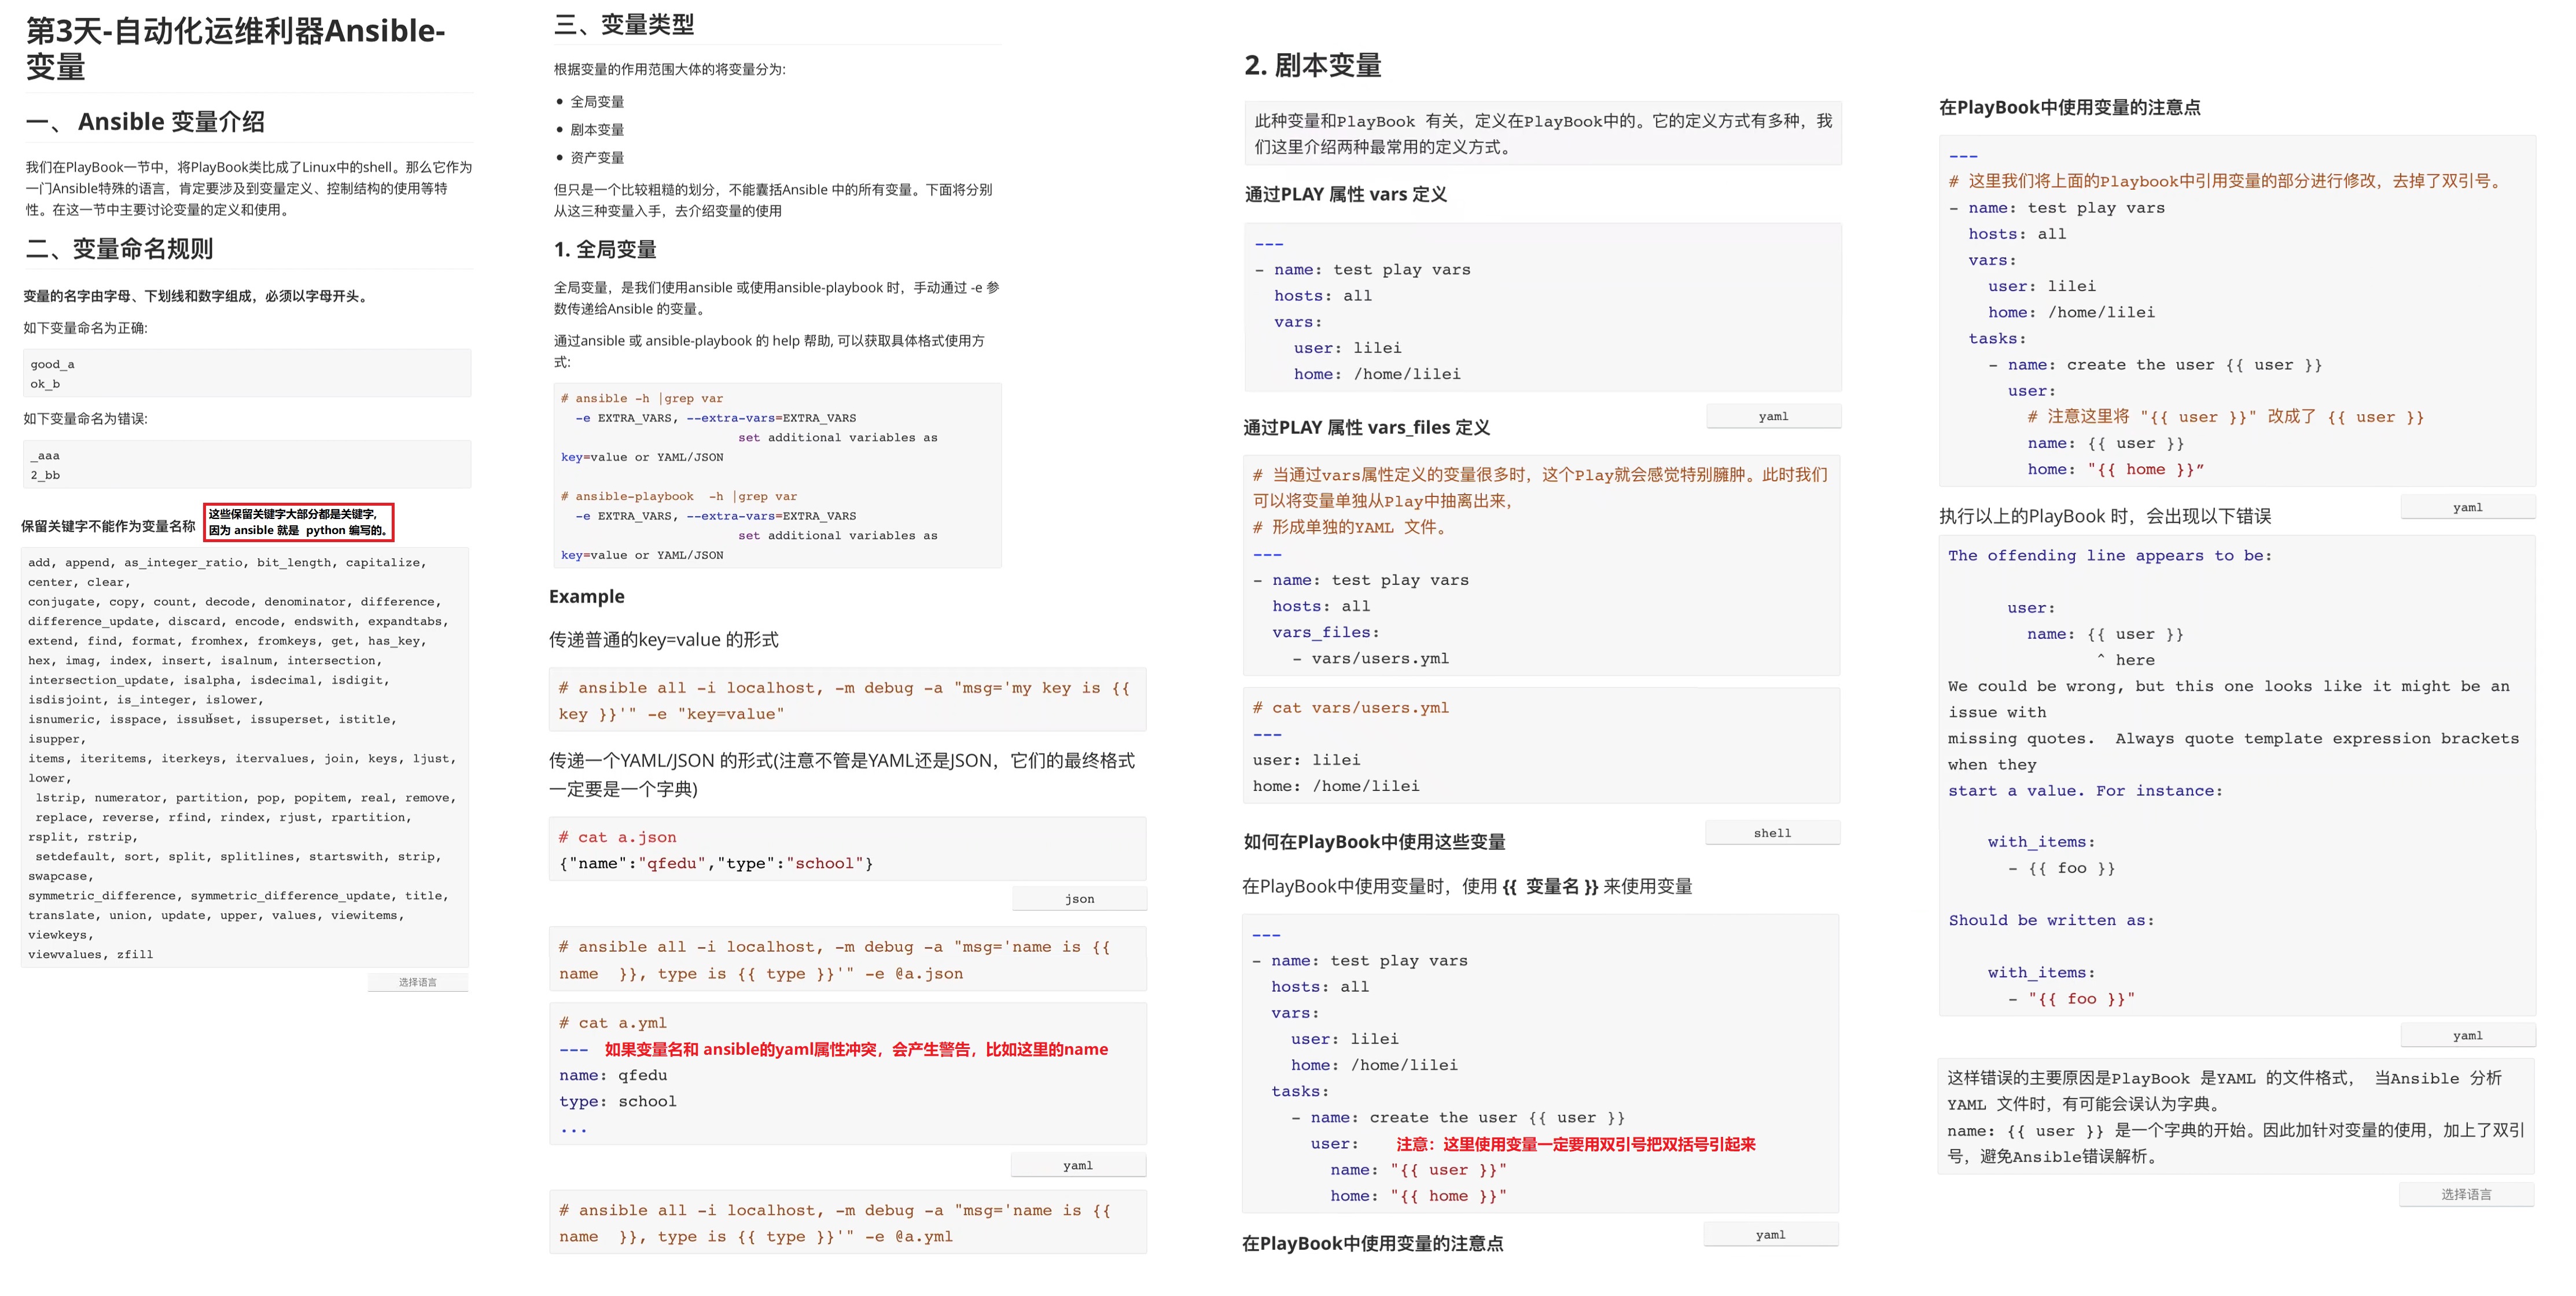 第3天-自动化运维利器Ansible-
变量
一、 Ansible 变量介绍
我们在PlayBook一节中，将PlayBook类比成了Linux中的shell。那么它作为
一门Ansible特殊的语言，肯定要涉及到变量定义、控制结构的使用等特
性。在这一节中主要讨论变量的定义和使用。
二、变量命名规则
变量的名字由字母、下划线和数字组成，必须以字母开头。
如下变量命名为正确:
good_a
ok_b
如下变量命名为错误:
_aaa
2_bb
保留关键字不能作为变量名称
这些保留关键字大部分都是关键字,
因为 ansible 就是 python 编写的。
add, append, as_integer_ratio, bit_length, capitalize,
center, clear,
conjugate, copy, count, decode, denominator, difference,
difference_update, discard, encode, endswith, expandtabs,
extend, find, format, fromhex, fromkeys, get, has_key,
hex, imag, index, insert, isalnum, intersection,
intersection_update, isalpha, isdecimal, isdigit,
isdisjoint, is_integer, islower,
isnumeric, isspace, issubset, issuperset, istitle,
isupper,
items, iteritems, iterkeys, itervalues, join, keys, ljust,
lower,
lstrip, numerator, partition, pop, popitem, real, remove,
replace, reverse, rfind, rindex, rjust, rpartition,
rsplit, rstrip,
setdefault, sort, split, splitlines, startswith, strip,
swapcase,
symmetric_difference, symmetric_difference_update, title,
translate, union, update, upper, values, viewitems,
viewkeys,
viewvalues, zfill
选择语言
三、变量类型
根据变量的作用范围大体的将变量分为:
• 全局变量
• 剧本变量
• 资产变量
但只是一个比较粗糙的划分，不能囊括Ansible 中的所有变量。下面将分别
从这三种变量入手，去介绍变量的使用
1. 全局变量
全局变量，是我们使用ansible 或使用ansible-playbook 时，手动通过 -e 参
数传递给Ansible 的变量。
通过ansible 或 ansible-playbook 的 help 帮助, 可以获取具体格式使用方
式:
# ansible -h |grep var
-e EXTRA_VARS, --extra-vars=EXTRA_VARS
set additional variables as
key=value or YAML/JSON
# ansible-playbook -h |grep var
-e EXTRA_VARS, --extra-vars=EXTRA_VARS
set additional variables as
key=value or YAML/JSON
Example
传递普通的key=value 的形式
# ansible all -i localhost, -m debug -a "msg='my key is {{
key }}'" -e "key=value"
传递一个YAML/JSON 的形式(注意不管是YAML还是JSON，它们的最终格式
一定要是一个字典)
# cat a.json
{"name":"qfedu","type":"school"}
json
# ansible all -i localhost, -m debug -a "msg='name is {{
name }}, type is {{ type }}'" -e @a.json
# cat a.yml
--- 如果变量名和 ansible的yaml属性冲突，会产生警告，比如这里的name
name: qfedu
type: school
...
yaml
# ansible all -i localhost, -m debug -a "msg='name is {{
name }}, type is {{ type }}'" -e @a.yml
2. 剧本变量
此种变量和PlayBook 有关，定义在PlayBook中的。它的定义方式有多种，我
们这里介绍两种最常用的定义方式。
通过PLAY 属性 vars 定义
---
- name: test play vars
hosts: all
vars:
user: lilei
home: /home/lilei
yaml
通过PLAY 属性 vars_files 定义
# 当通过vars属性定义的变量很多时，这个Play就会感觉特别臃肿。此时我们
可以将变量单独从Play中抽离出来，
# 形成单独的YAML 文件。
---
- name: test play vars
hosts: all
vars_files:
- vars/users.yml
# cat vars/users.yml
---
user: lilei
home: /home/lilei
shell
如何在PlayBook中使用这些变量
在PlayBook中使用变量时，使用 {{ 变量名 }} 来使用变量
---
- name: test play vars
hosts: all
vars:
user: lilei
home: /home/lilei
tasks:
- name: create the user {{ user }}
user: 注意：这里使用变量一定要用双引号把双括号引起来
name: "{{ user }}"
home: "{{ home }}"
yaml
在PlayBook中使用变量的注意点
在PlayBook中使用变量的注意点
---
# 这里我们将上面的Playbook中引用变量的部分进行修改，去掉了双引号。
- name: test play vars
hosts: all
vars:
user: lilei
home: /home/lilei
tasks:
- name: create the user {{ user }}
user:
# 注意这里将 "{{ user }}" 改成了 {{ user }}
name: {{ user }}
home: "{{ home }}”
yaml
执行以上的PlayBook 时，会出现以下错误
The offending line appears to be:
user:
name: {{ user }}
^ here
We could be wrong, but this one looks like it might be an
issue with
missing quotes. Always quote template expression brackets
when they
start a value. For instance:
with_items:
- {{ foo }}
Should be written as:
with_items:
- "{{ foo }}"
yaml
这样错误的主要原因是PlayBook 是YAML 的文件格式， 当Ansible 分析
YAML 文件时，有可能会误认为字典。
name: {{ user }} 是一个字典的开始。因此加针对变量的使用，加上了双引
号，避免Ansible错误解析。
选择语言